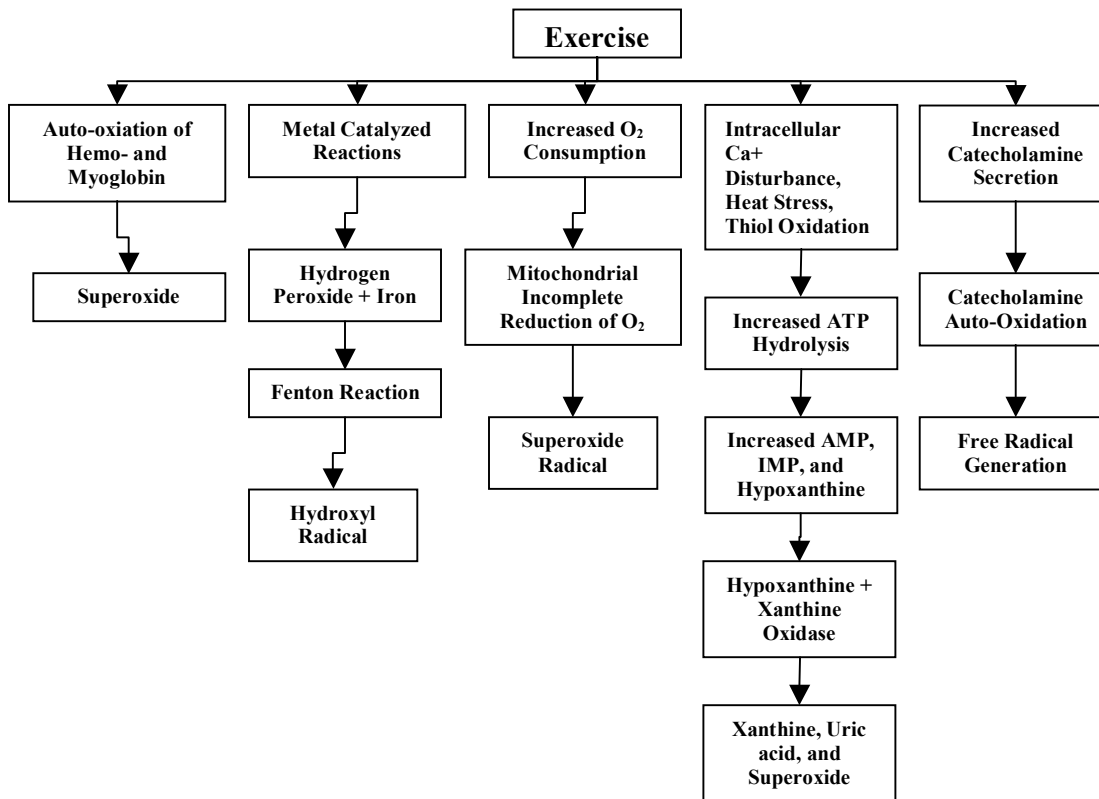 Exercise
Auto-oxiation of
Hemo- and
Myoglobin
Superoxide
Metal Catalyzed
Reactions
Hydrogen
Peroxide + Iron
Fenton Reaction
Hydroxyl
Radical
Increased O₂
Consumption
Mitochondrial
Incomplete
Reduction of O₂
Superoxide
Radical
Intracellular
Ca+
Disturbance,
Heat Stress,
Thiol Oxidation
Increased ATP
Hydrolysis
Increased AMP,
IMP, and
Hypoxanthine
Hypoxanthine +
Xanthine
Oxidase
Xanthine, Uric
acid, and
Superoxide
Increased
Catecholamine
Secretion
Catecholamine
Auto-Oxidation
Free Radical
Generation